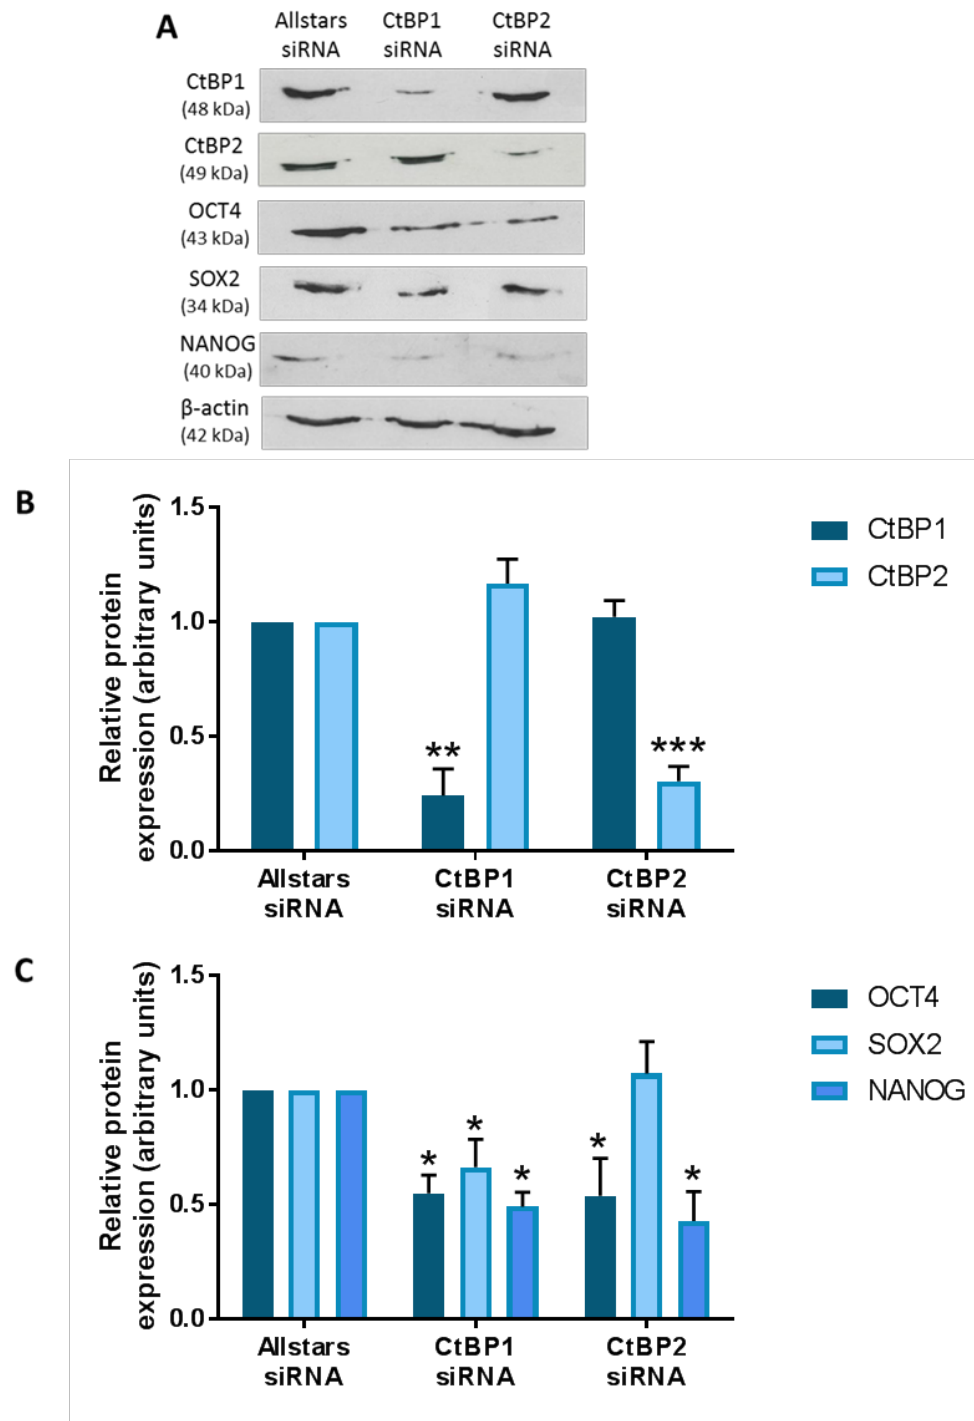 A
Allstars
siRNA
CtBP1
siRNA
CtBP2
siRNA
CtBP1
(48 kDa)
CtBP2
(49 kDa)
OCT4
(43 kDa)
SOX2
(34 kDa)
NANOG
(40 kDa)
β-actin
(42 kDa)
B
Relative protein
expression (arbitrary units)
1.5
1.0
0.5
0.0
**
***
Allstars
siRNA
CtBP1
siRNA
CtBP2
siRNA
CtBP1
CtBP2
C
Relative protein
expression (arbitrary units)
1.5
1.0
0.5
0.0
*
*
*
*
*
Allstars
siRNA
CtBP1
siRNA
CtBP2
siRNA
OCT4
SOX2
NANOG